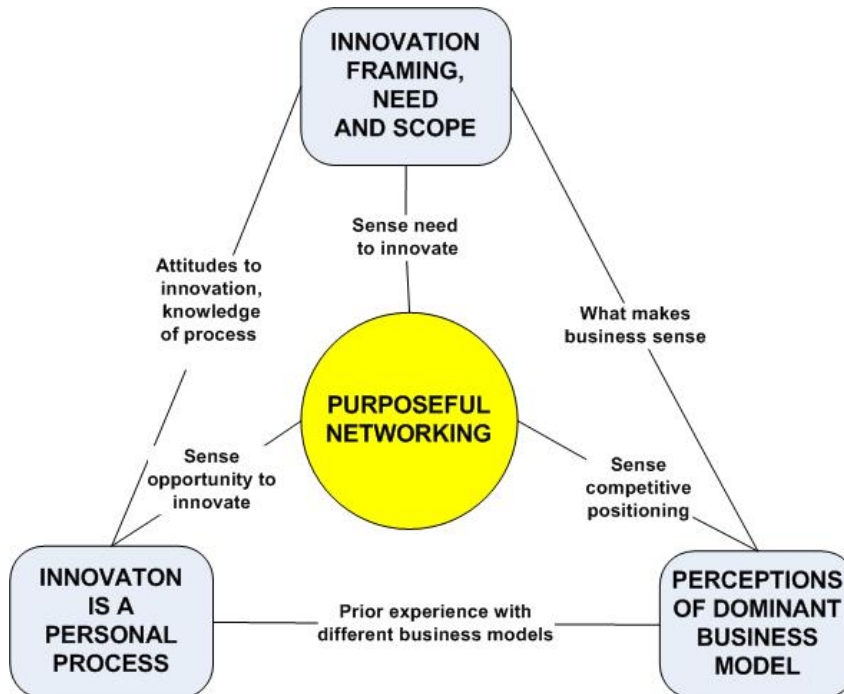 INNOVATION
FRAMING,
NEED
AND SCOPE
Sense need
to innovate
Attitudes to
innovation,
knowledge
of process
What makes
business sense
PURPOSEFUL
NETWORKING
Sense
opportunity to
innovate
Sense
competitive
positioning
INNOVATON
IS A
PERSONAL
PROCESS
Prior experience with
different business models
PERCEPTIONS
OF DOMINANT
BUSINESS
MODEL